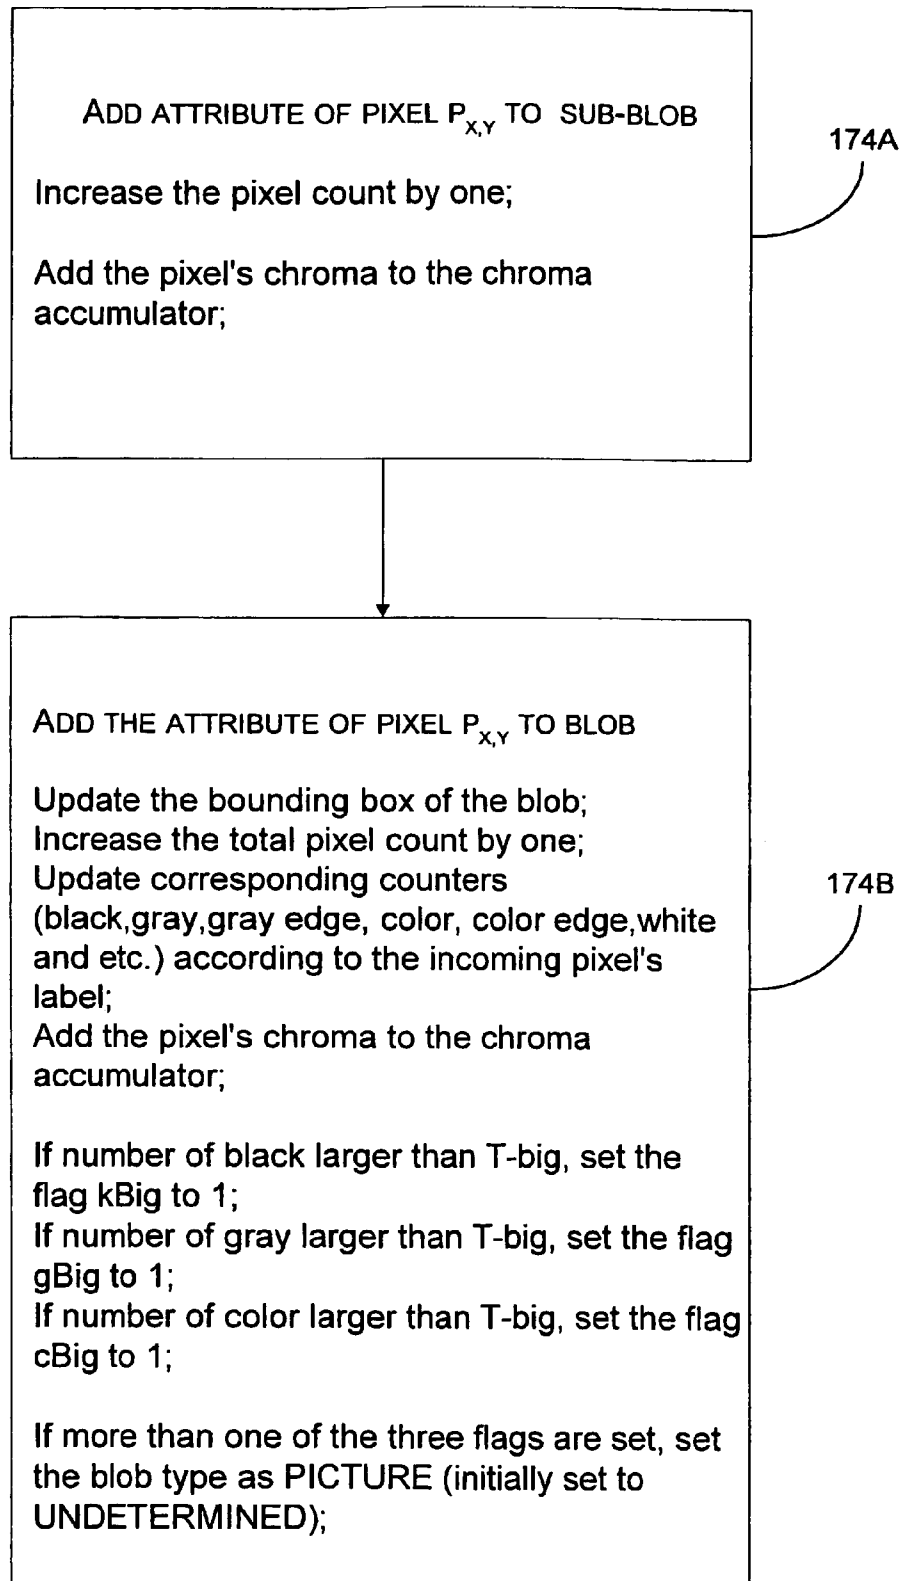 ADD ATTRIBUTE OF PIXEL P_X,Y TO SUB-BLOB
174A
Increase the pixel count by one;
Add the pixel's chroma to the chroma
accumulator;
ADD THE ATTRIBUTE OF PIXEL P_X,Y TO BLOB
Update the bounding box of the blob;
Increase the total pixel count by one;
Update corresponding counters
174B
(black,gray,gray edge, color, color edge,white
and etc.) according to the incoming pixel's
label;
Add the pixel's chroma to the chroma
accumulator;
If number of black larger than T-big, set the
flag kBig to 1;
If number of gray larger than T-big, set the flag
gBig to 1;
If number of color larger than T-big, set the flag
cBig to 1;
If more than one of the three flags are set, set
the blob type as PICTURE (initially set to
UNDETERMINED);